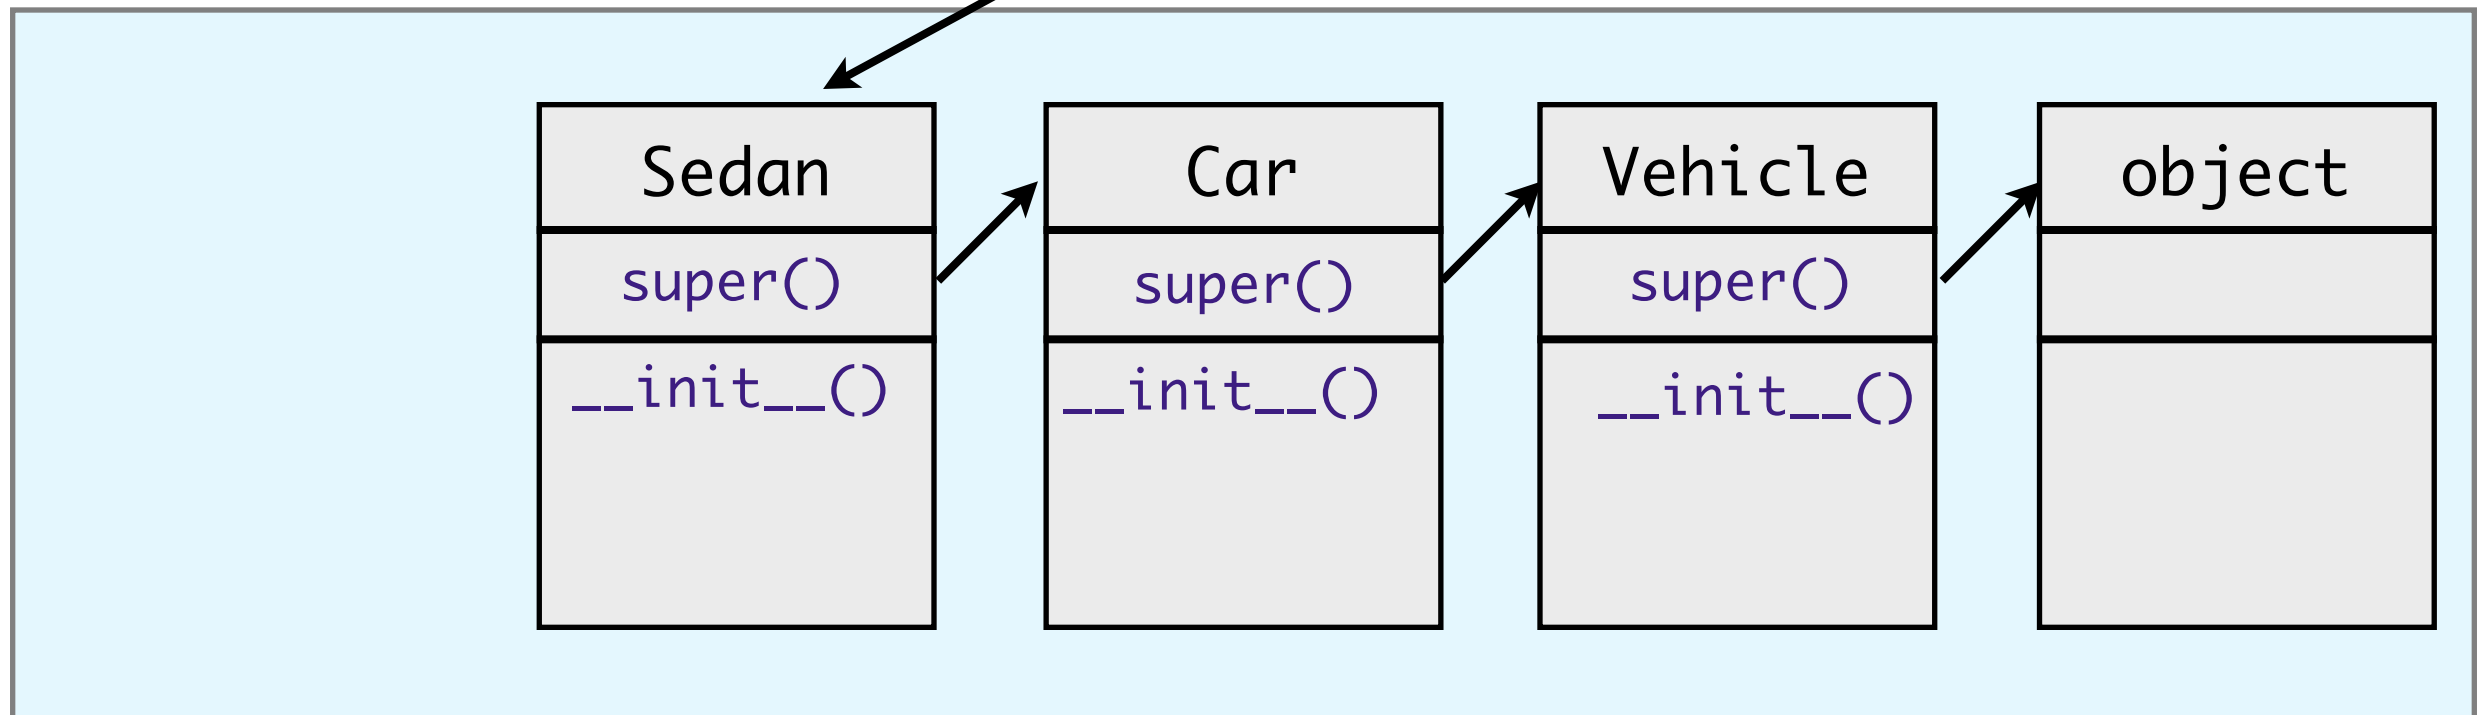 Sedan
super()
__init__()
Car
super()
__init__()
Vehicle
super()
__init__()
object